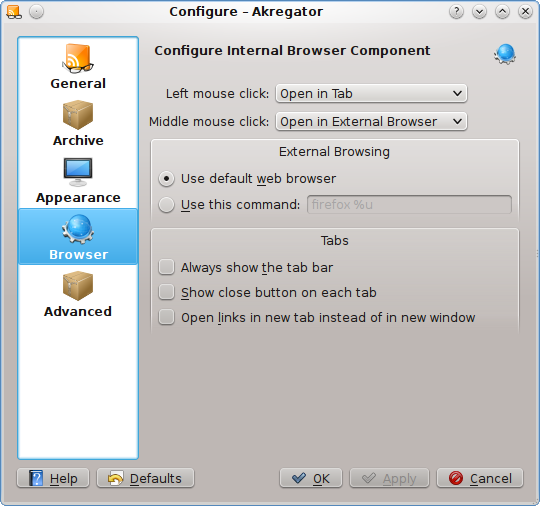 Configure – Akregator
General
Archive
Appearance
Browser
Advanced
Configure Internal Browser Component
Left mouse click: Open in Tab
Middle mouse click: Open in External Browser
External Browsing
Use default web browser
Use this command: firefox %u
Tabs
Always show the tab bar
Show close button on each tab
Open links in new tab instead of in new window
Help Defaults OK Apply Cancel